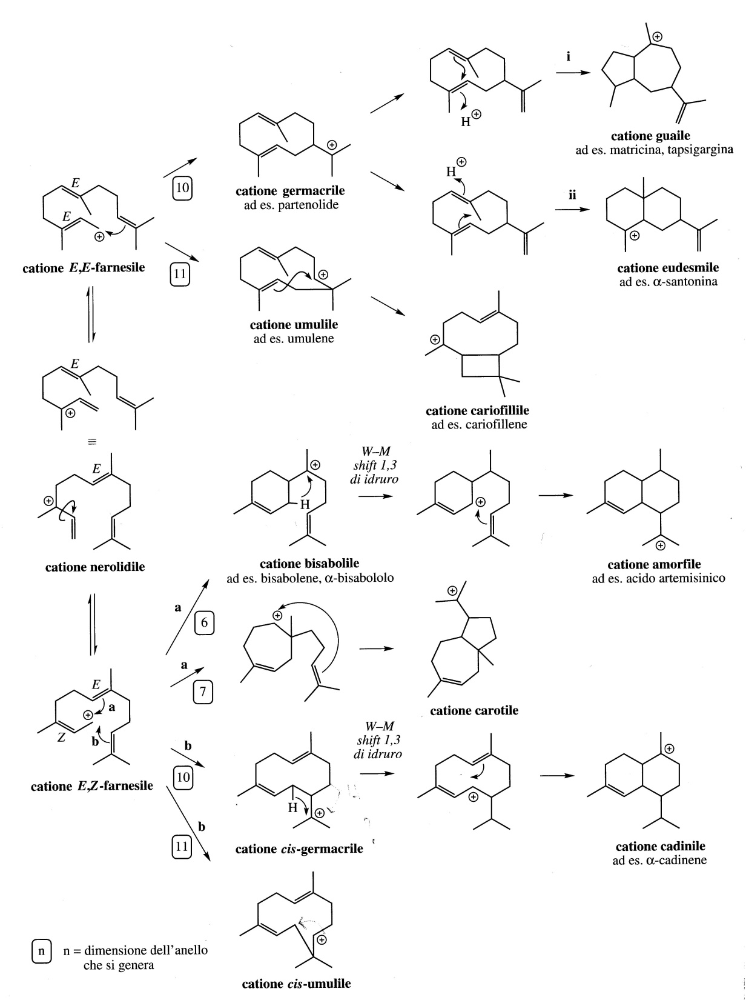 i
H⊕
⊕
catione guaile
ad es. matricina, tapsigargina
E
10
⊕
catione germacrile
ad es. partenolide
H⊕
ii
⊕
catione eudesmile
ad es. α-santonina
E
⊕
catione E,E-farnesile
11
⊕
catione umulile
ad es. umulene
⊕
catione cariofillile
ad es. cariofillene
E
⊕
≡
E
⊕
catione nerolidile
⊕
H
catione bisabolile
ad es. bisabolene, α-bisabololo
W–M
shift 1,3
di idruro
⊕
⊕
catione amorfile
ad es. acido artemisinico
a
6
a
7
⊕
⊕
catione carotile
E
⊕
a
Z
b
catione E,Z-farnesile
b
10
b
11
H
⊕
catione cis-germacrile
W–M
shift 1,3
di idruro
⊕
⊕
catione cadinile
ad es. α-cadinene
⊕
catione cis-umulile
n n = dimensione dell'anello
che si genera